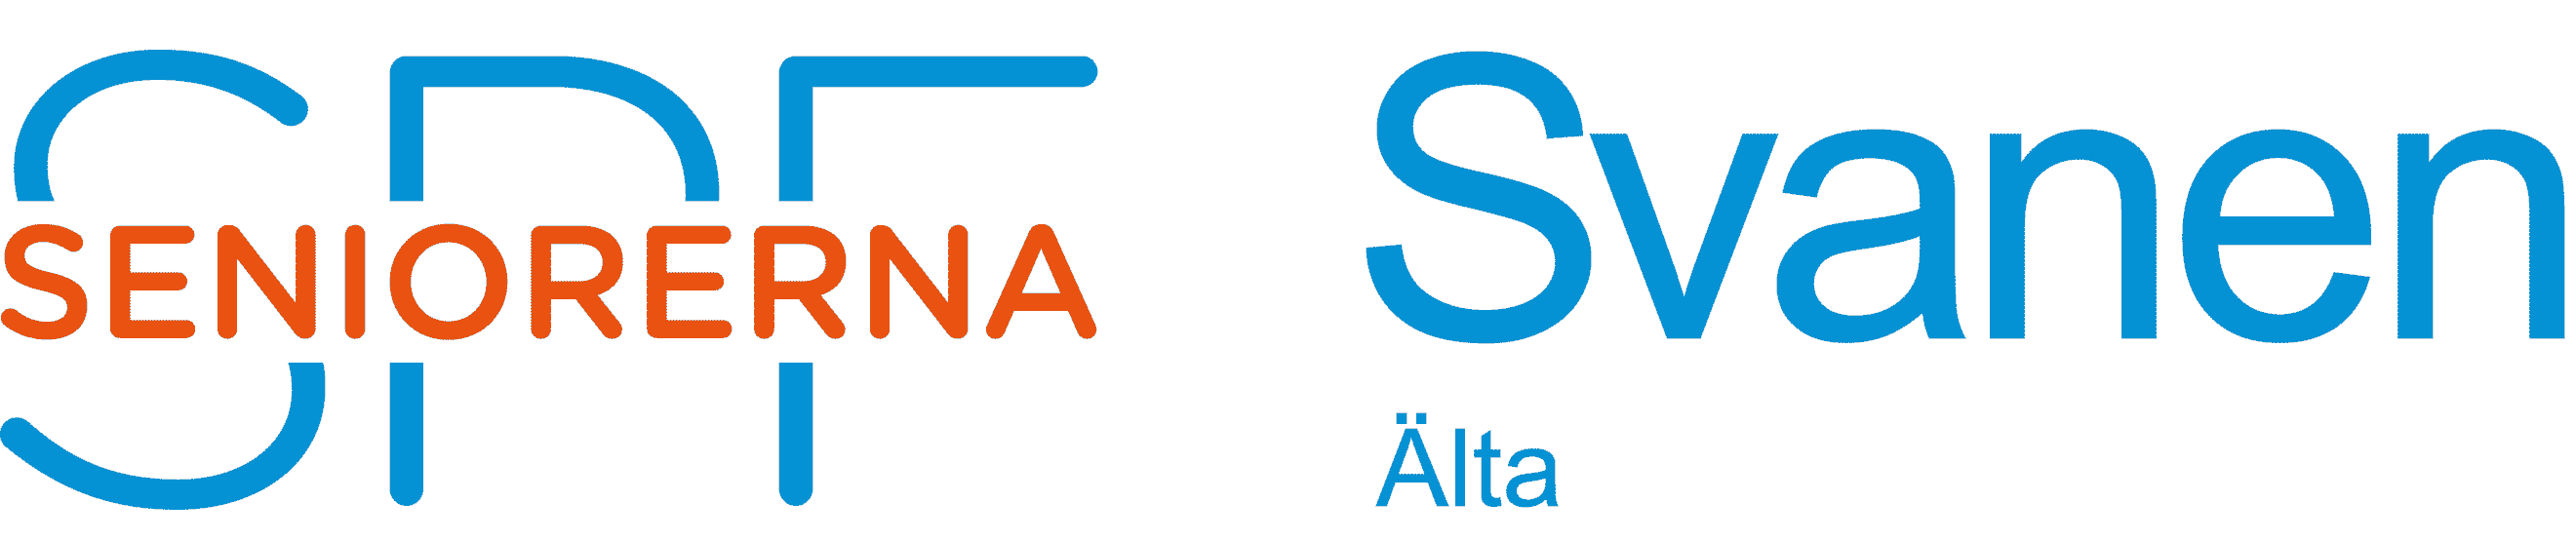 SPF
SENIORERNA
Svanen
Älta